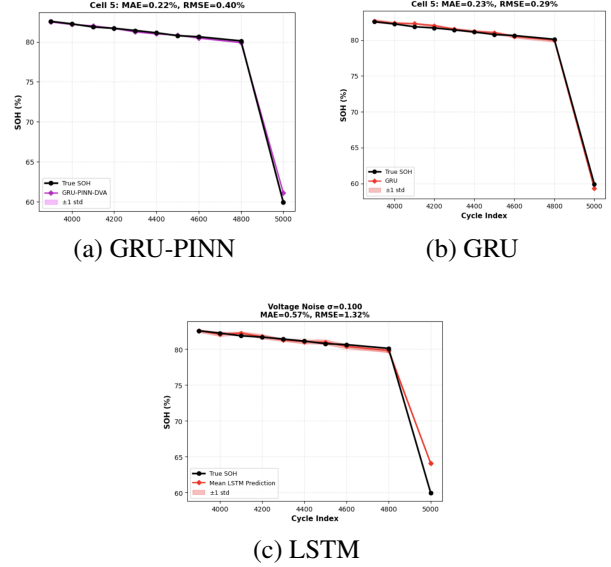 Cell 5: MAE=0.22%, RMSE=0.40%
SOH (%)
80
75
70
65
60
True SOH
GRU-PINN-DVA
±1 std
4000
4200
4400
4600
4800
5000
(a) GRU-PINN
Cell 5: MAE=0.23%, RMSE=0.29%
SOH (%)
80
75
70
65
60
True SOH
GRU
±1 std
4000
4200
4400
4600
4800
5000
Cycle Index
(b) GRU
Voltage Noise σ=0.100
MAE=0.57%, RMSE=1.32%
SOH (%)
80
75
70
65
60
True SOH
Mean LSTM Prediction
±1 std
4000
4200
4400
4600
4800
5000
Cycle Index
(c) LSTM